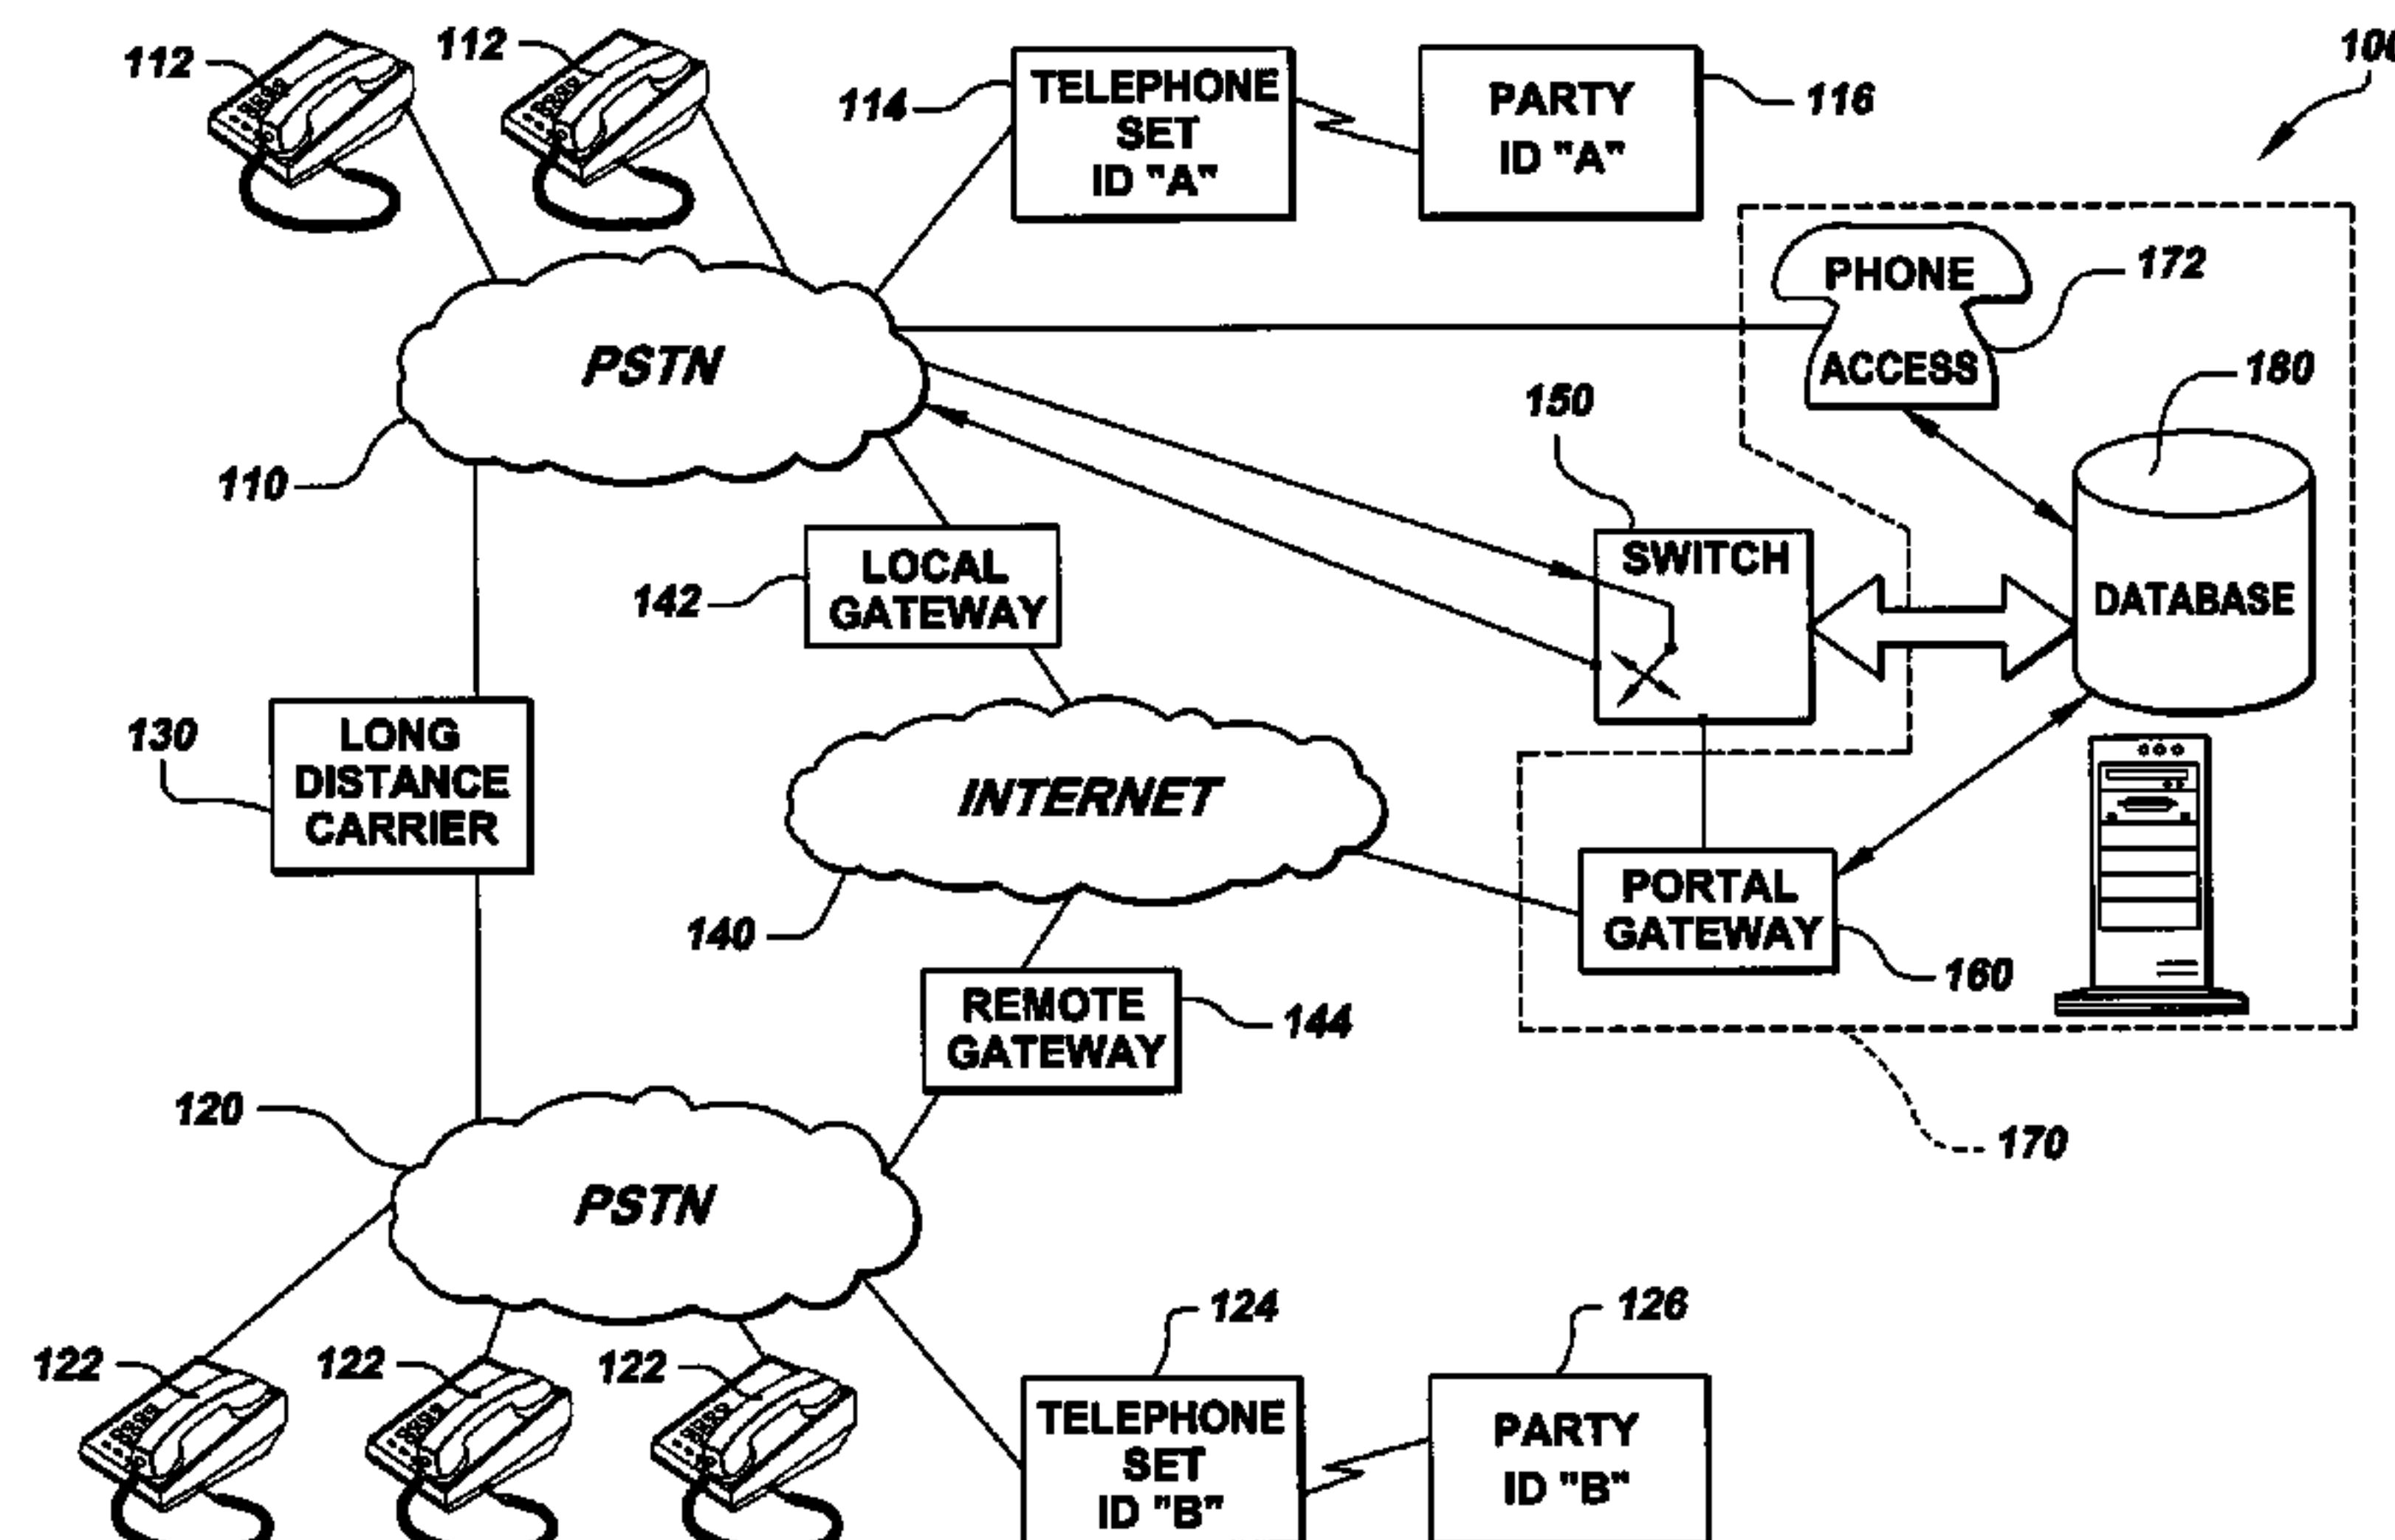 112
112
114
TELEPHONE
SET
ID "A"
PARTY
ID "A"
116
PHONE
ACCESS
172
180
PSTN
110
150
SWITCH
DATABASE
LOCAL
GATEWAY
142
LONG
DISTANCE
CARRIER
130
INTERNET
140
PORTAL
GATEWAY
160
REMOTE
GATEWAY
144
170
120
PSTN
122
122
122
124
TELEPHONE
SET
ID "B"
126
PARTY
ID "B"